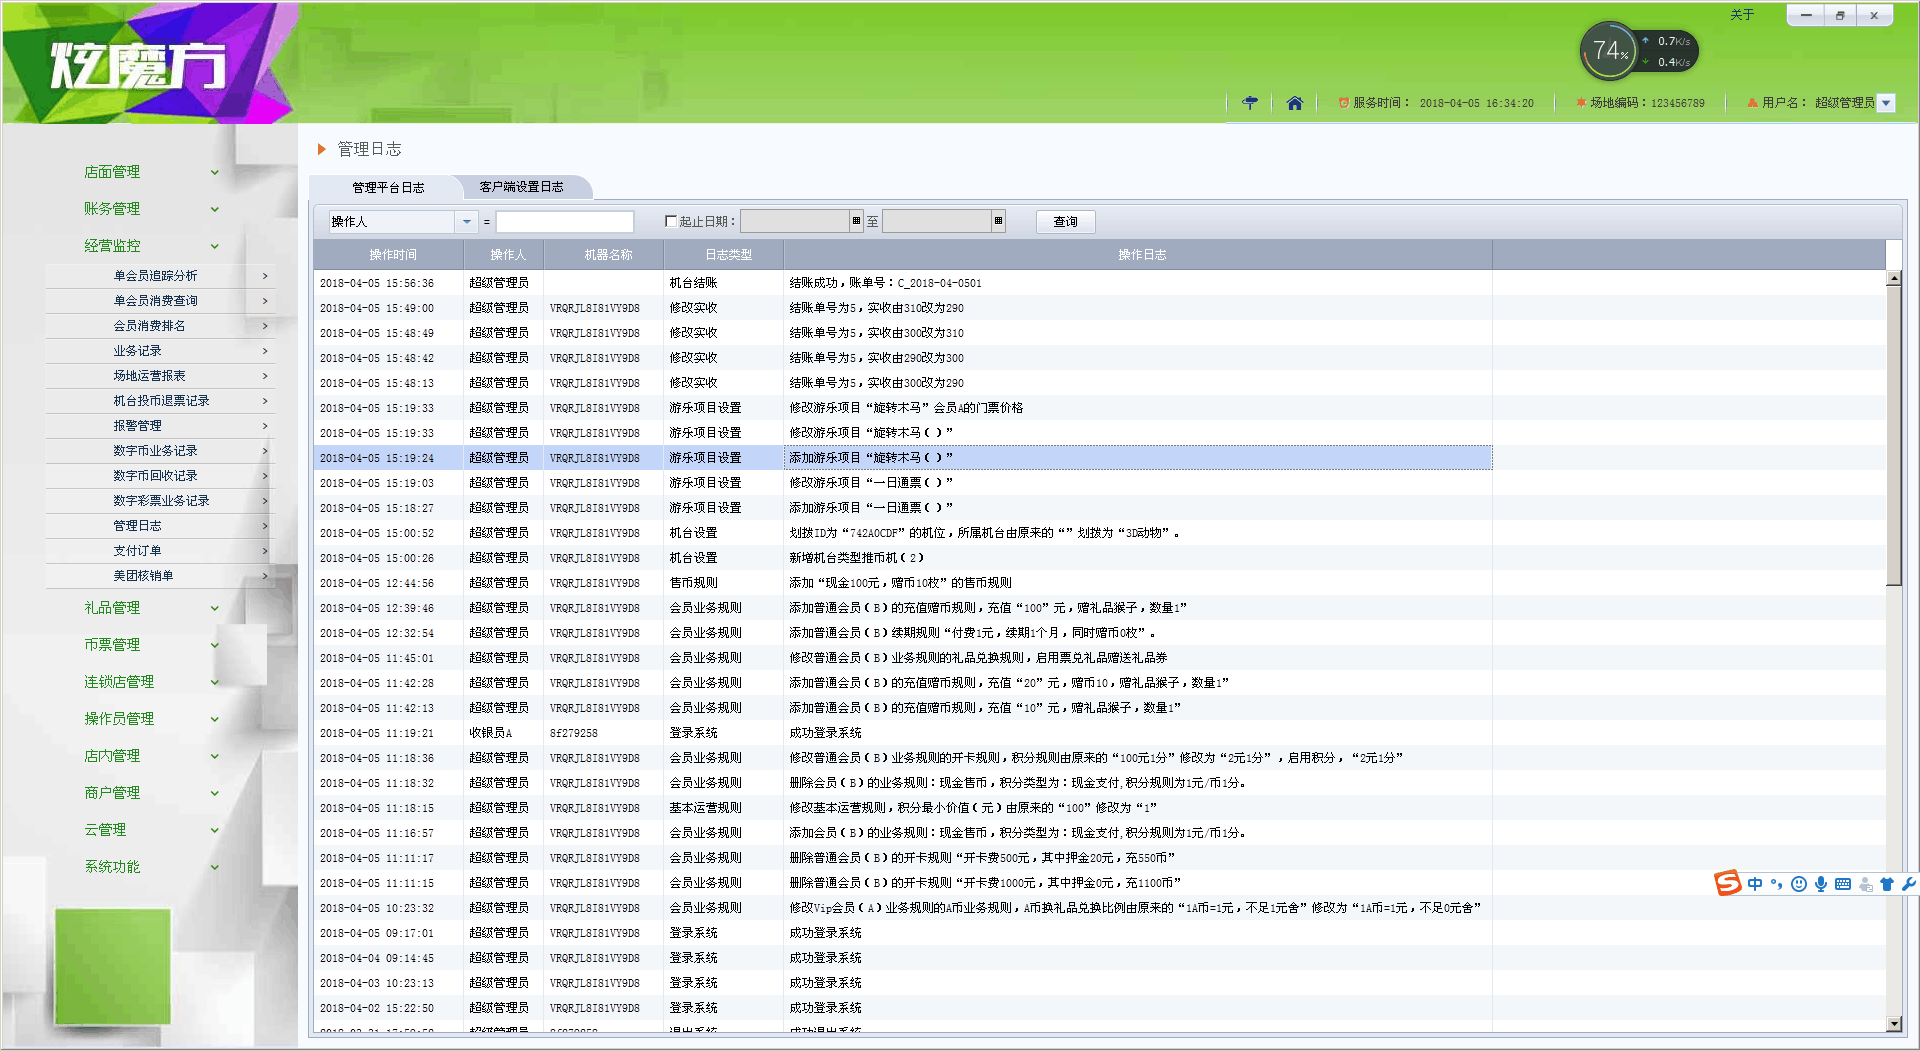 炫魔方
关于
74%
0.7K/s
0.4K/s
服务时间： 2018-04-05 16:34:20
场地编码：123456789
用户名： 超级管理员
店面管理
账务管理
经营监控
单会员追踪分析
单会员消费查询
会员消费排名
业务记录
场地运营报表
机台投币退票记录
报警管理
数字币业务记录
数字币回收记录
数字彩票业务记录
管理日志
支付订单
美团核销单
礼品管理
币票管理
连锁店管理
操作员管理
店内管理
商户管理
云管理
系统功能
管理日志
管理平台日志 客户端设置日志
操作人 = 起止日期： 至 查询
操作时间 操作人 机器名称 日志类型 操作日志
2018-04-05 15:56:36 超级管理员 机台结账 结账成功，账单号：C_2018-04-0501
2018-04-05 15:49:00 超级管理员 VRQRJL8I81VY9D8 修改实收 结账单号为5，实收由310改为290
2018-04-05 15:48:49 超级管理员 VRQRJL8I81VY9D8 修改实收 结账单号为5，实收由300改为310
2018-04-05 15:48:42 超级管理员 VRQRJL8I81VY9D8 修改实收 结账单号为5，实收由290改为300
2018-04-05 15:48:13 超级管理员 VRQRJL8I81VY9D8 修改实收 结账单号为5，实收由300改为290
2018-04-05 15:19:33 超级管理员 VRQRJL8I81VY9D8 游乐项目设置 修改游乐项目“旋转木马”会员A的门票价格
2018-04-05 15:19:33 超级管理员 VRQRJL8I81VY9D8 游乐项目设置 修改游乐项目“旋转木马（）”
2018-04-05 15:19:24 超级管理员 VRQRJL8I81VY9D8 游乐项目设置 添加游乐项目“旋转木马（）”
2018-04-05 15:19:03 超级管理员 VRQRJL8I81VY9D8 游乐项目设置 修改游乐项目“一日通票（）”
2018-04-05 15:18:27 超级管理员 VRQRJL8I81VY9D8 游乐项目设置 添加游乐项目“一日通票（）”
2018-04-05 15:00:52 超级管理员 VRQRJL8I81VY9D8 机台设置 划拨ID为“742A0CDF”的机位，所属机台由原来的“”划拨为“3D动物”。
2018-04-05 15:00:26 超级管理员 VRQRJL8I81VY9D8 机台设置 新增机台类型推币机（2）
2018-04-05 12:44:56 超级管理员 VRQRJL8I81VY9D8 售币规则 添加“现金100元，赠币10枚”的售币规则
2018-04-05 12:39:46 超级管理员 VRQRJL8I81VY9D8 会员业务规则 添加普通会员（B）的充值赠币规则，充值“100”元，赠礼品猴子，数量1”
2018-04-05 12:32:54 超级管理员 VRQRJL8I81VY9D8 会员业务规则 添加普通会员（B）续期规则“付费1元，续期1个月，同时赠币0枚”。
2018-04-05 11:45:01 超级管理员 VRQRJL8I81VY9D8 会员业务规则 修改普通会员（B）业务规则的礼品兑换规则，启用票兑礼品赠送礼品券
2018-04-05 11:42:28 超级管理员 VRQRJL8I81VY9D8 会员业务规则 添加普通会员（B）的充值赠币规则，充值“20”元，赠币10，赠礼品猴子，数量1”
2018-04-05 11:42:13 超级管理员 VRQRJL8I81VY9D8 会员业务规则 添加普通会员（B）的充值赠币规则，充值“10”元，赠礼品猴子，数量1”
2018-04-05 11:19:21 收银员A 8f279258 登录系统 成功登录系统
2018-04-05 11:18:36 超级管理员 VRQRJL8I81VY9D8 会员业务规则 修改普通会员（B）业务规则的开卡规则，积分规则由原来的“100元1分”修改为“2元1分”，启用积分，“2元1分”
2018-04-05 11:18:32 超级管理员 VRQRJL8I81VY9D8 会员业务规则 删除会员（B）的业务规则：现金售币，积分类型为：现金支付,积分规则为1元/币1分。
2018-04-05 11:18:15 超级管理员 VRQRJL8I81VY9D8 基本运营规则 修改基本运营规则，积分最小价值（元）由原来的“100”修改为“1”
2018-04-05 11:16:57 超级管理员 VRQRJL8I81VY9D8 会员业务规则 添加会员（B）的业务规则：现金售币，积分类型为：现金支付,积分规则为1元/币1分。
2018-04-05 11:11:17 超级管理员 VRQRJL8I81VY9D8 会员业务规则 删除普通会员（B）的开卡规则“开卡费500元，其中押金20元，充550币”
2018-04-05 11:11:15 超级管理员 VRQRJL8I81VY9D8 会员业务规则 删除普通会员（B）的开卡规则“开卡费1000元，其中押金0元，充1100币”
2018-04-05 10:23:32 超级管理员 VRQRJL8I81VY9D8 会员业务规则 修改Vip会员（A）业务规则的A币业务规则，A币换礼品兑换比例由原来的“1A币=1元，不足1元舍”修改为“1A币=1元，不足0元舍”
2018-04-05 09:17:01 超级管理员 VRQRJL8I81VY9D8 登录系统 成功登录系统
2018-04-04 09:14:45 超级管理员 VRQRJL8I81VY9D8 登录系统 成功登录系统
2018-04-03 10:23:13 超级管理员 VRQRJL8I81VY9D8 登录系统 成功登录系统
2018-04-02 15:22:50 超级管理员 VRQRJL8I81VY9D8 登录系统 成功登录系统
中